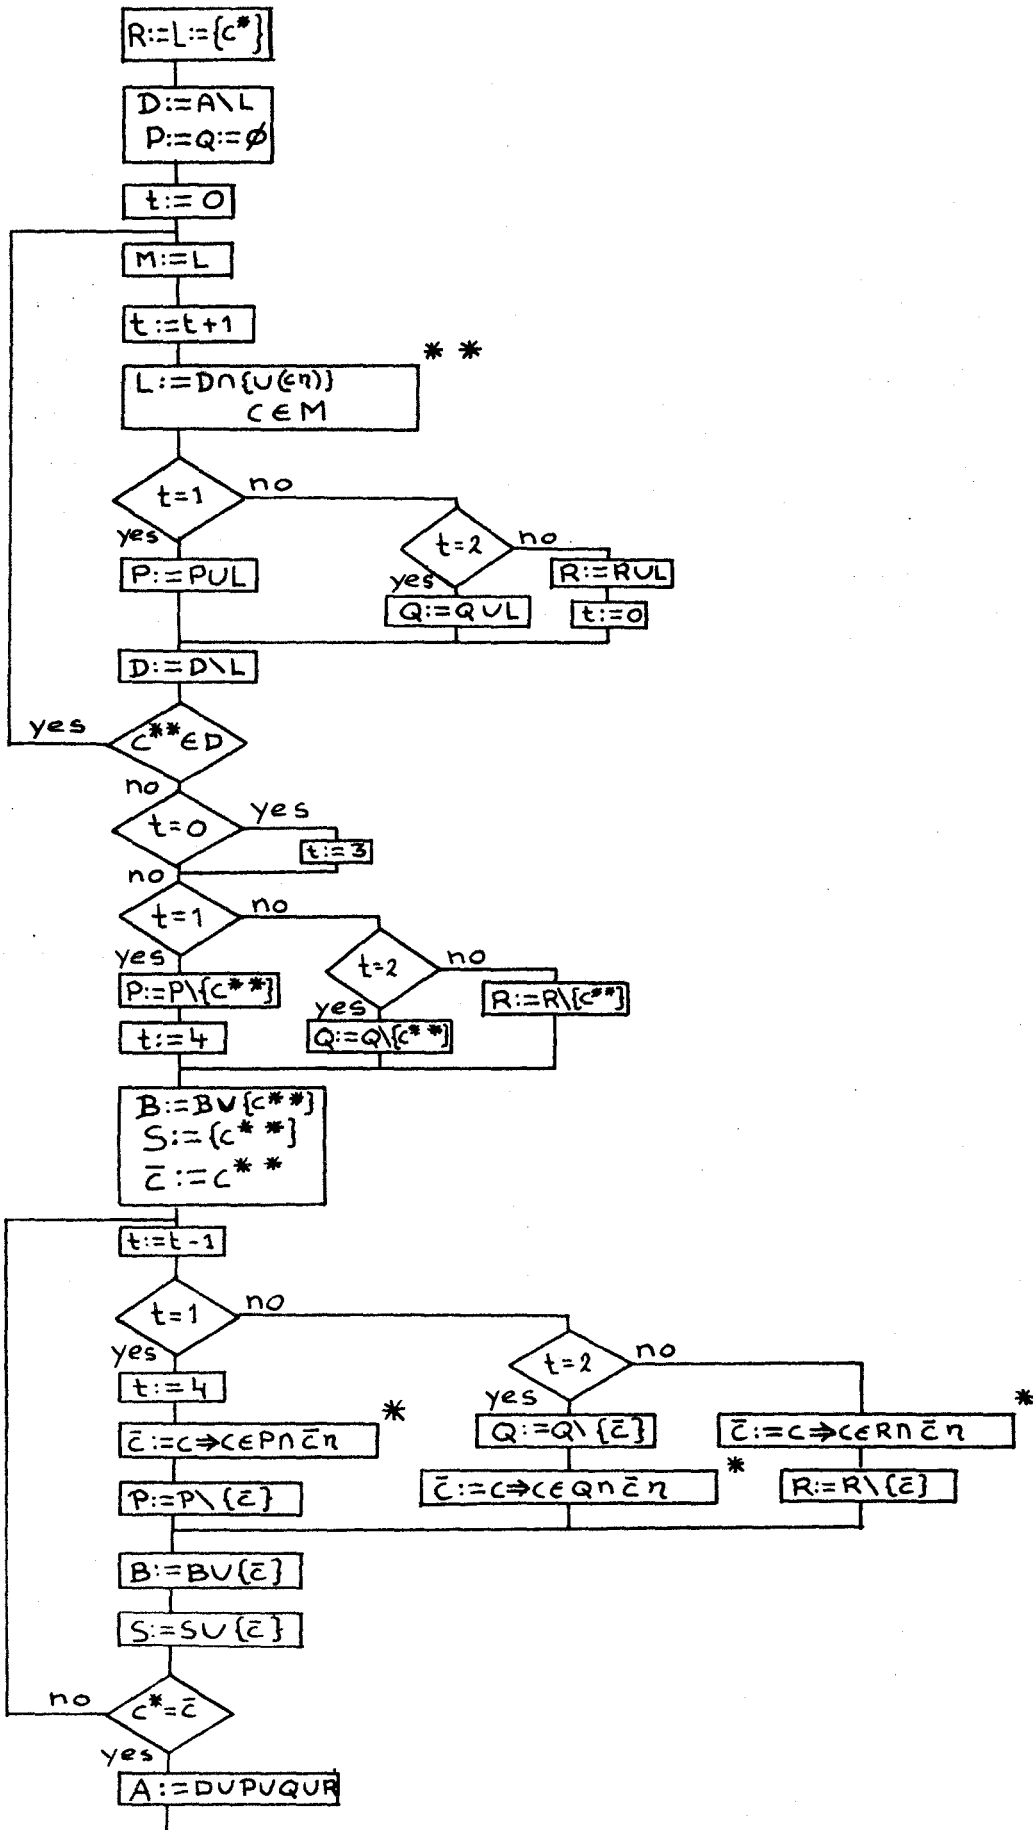 R:=L:={c*}
D:=A\L
P:=Q:=∅
t:=0
M:=L
t:=t+1
* *
L:=D∩{∪(cη)}
c∈M
t=1
no
yes
t=2
no
yes
P:=P∪L
R:=R∪L
Q:=Q∪L
t:=0
D:=D\L
yes
c**∈D
no
t=0
yes
t:=3
no
t=1
no
yes
t=2
no
yes
P:=P\{c**}
R:=R\{c**}
t:=4
Q:=Q\{c**}
B:=B∪{c**}
S:={c**}
c̄:=c**
t:=t-1
t=1
no
yes
t=2
no
yes
t:=4
*
c̄:=c⇒c∈P∩c̄η
Q:=Q\{c̄}
*
c̄:=c⇒c∈R∩c̄η
P:=P\{c̄}
*
c̄:=c⇒c∈Q∩c̄η
R:=R\{c̄}
B:=B∪{c̄}
S:=S∪{c̄}
no
c*=c̄
yes
A:=D∪P∪Q∪R